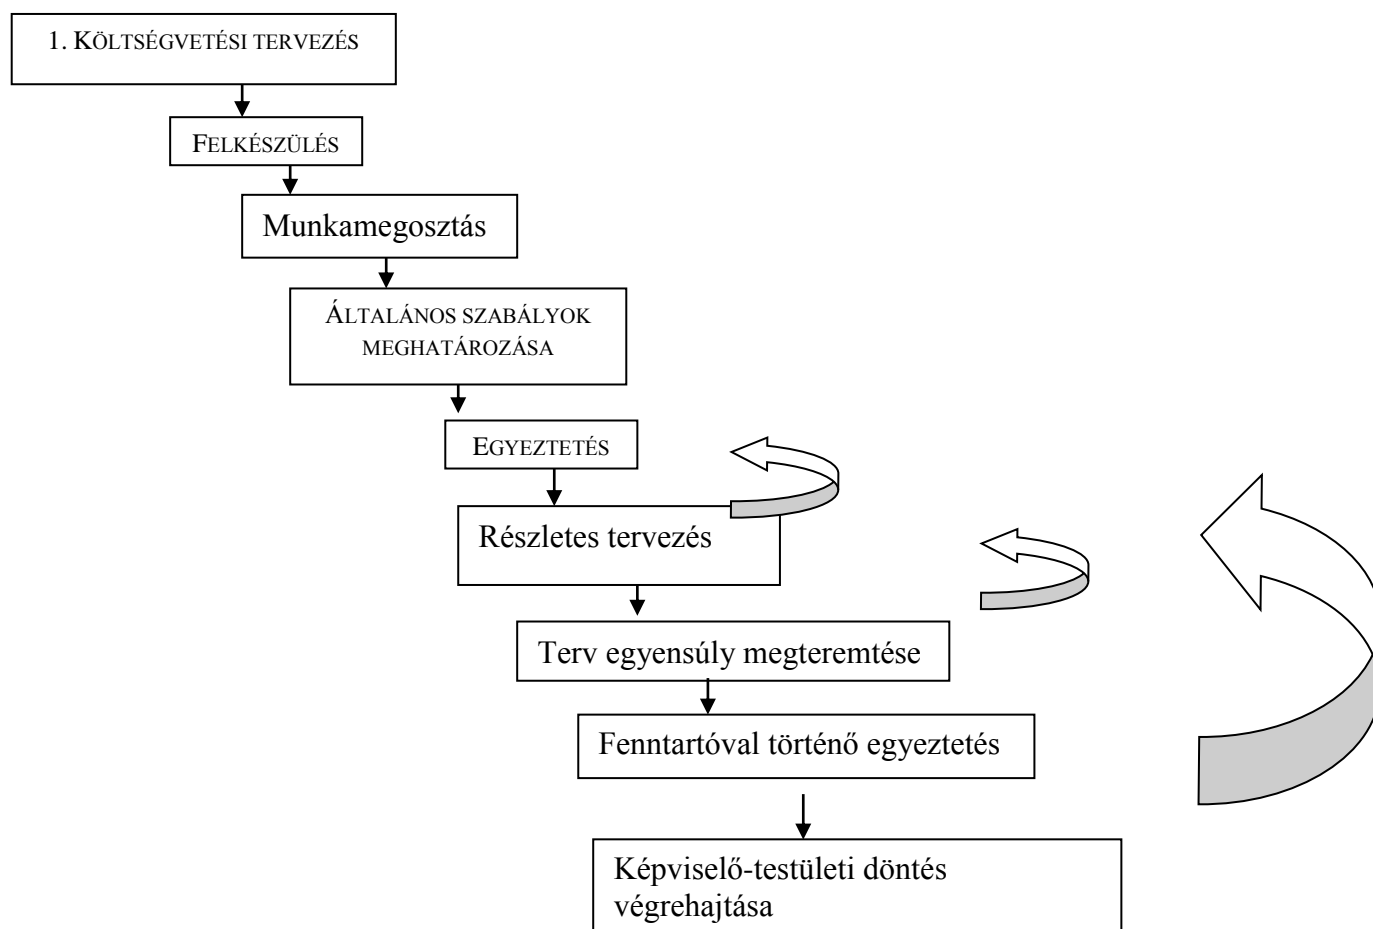 1. KÖLTSÉGVETÉSI TERVEZÉS
FELKÉSZÜLÉS
Munkamegosztás
ÁLTALÁNOS SZABÁLYOK
MEGHATÁROZÁSA
EGYEZTETÉS
Részletes tervezés
Terv egyensúly megteremtése
Fenntartóval történő egyeztetés
Képviselő-testületi döntés
végrehajtása